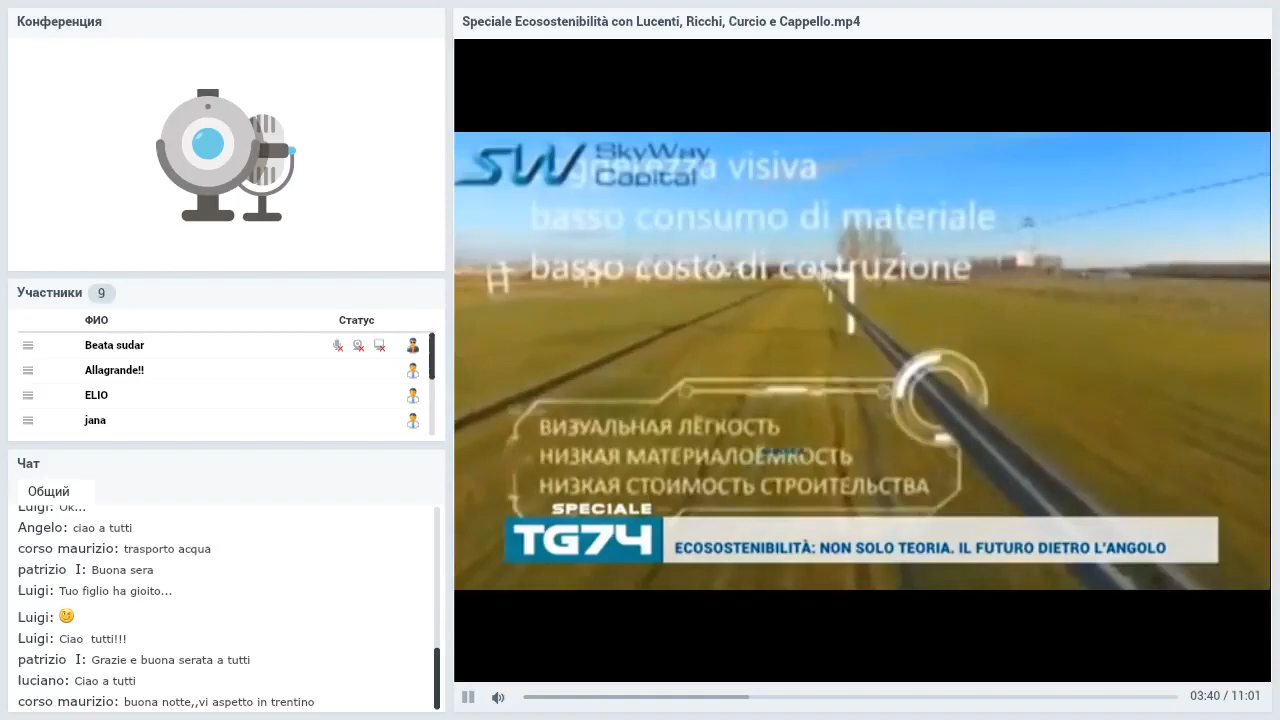 Конференция
Участники 9
ФИО Статус
Beata sudar
Allagrande!!
ELIO
jana
Чат
Общий
Luigi: Ok...
Angelo: ciao a tutti
corso maurizio: trasporto acqua
patrizio I: Buona sera
Luigi: Tuo figlio ha gioito...
Luigi: 😉
Luigi: Ciao tutti!!!
patrizio I: Grazie e buona serata a tutti
luciano: Ciao a tutti
corso maurizio: buona notte,,vi aspetto in trentino
Speciale Ecosostenibilità con Lucenti, Ricchi, Curcio e Cappello.mp4
SW SkyWay
Capital
visiva
basso consumo di materiale
basso costo di costruzione
ВИЗУАЛЬНАЯ ЛЁГКОСТЬ
НИЗКАЯ МАТЕРИАЛОЁМКОСТЬ
НИЗКАЯ СТОИМОСТЬ СТРОИТЕЛЬСТВА
SPECIALE
TG74
ECOSOSTENIBILITÀ: NON SOLO TEORIA. IL FUTURO DIETRO L'ANGOLO
03:40 / 11:01